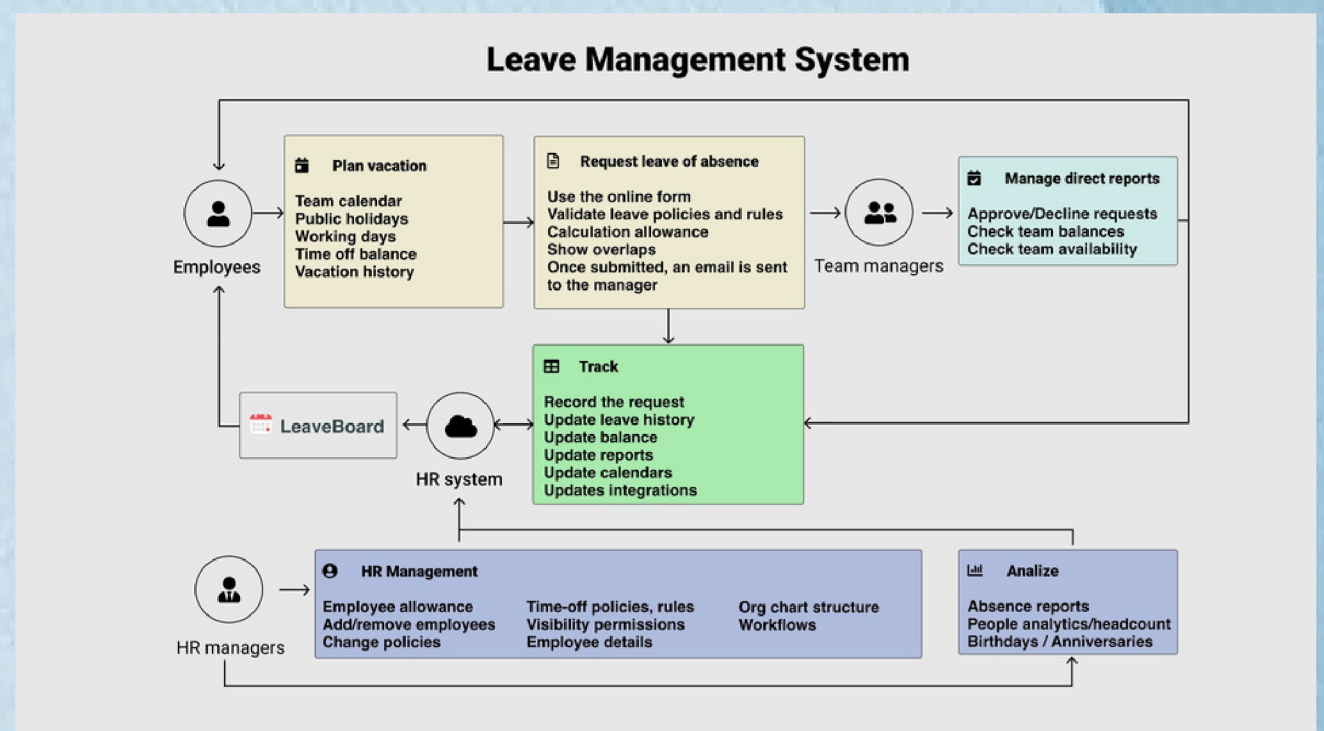 Leave Management System
Plan vacation
Team calendar
Public holidays
Working days
Time off balance
Vacation history
Request leave of absence
Use the online form
Validate leave policies and rules
Calculation allowance
Show overlaps
Once submitted, an email is sent
to the manager
Manage direct reports
Approve/Decline requests
Check team balances
Check team availability
Employees
Team managers
Track
Record the request
Update leave history
Update balance
Update reports
Update calendars
Updates integrations
LeaveBoard
HR system
HR Management
Employee allowance
Add/remove employees
Change policies
Time-off policies, rules
Visibility permissions
Employee details
Org chart structure
Workflows
Analize
Absence reports
People analytics/headcount
Birthdays / Anniversaries
HR managers